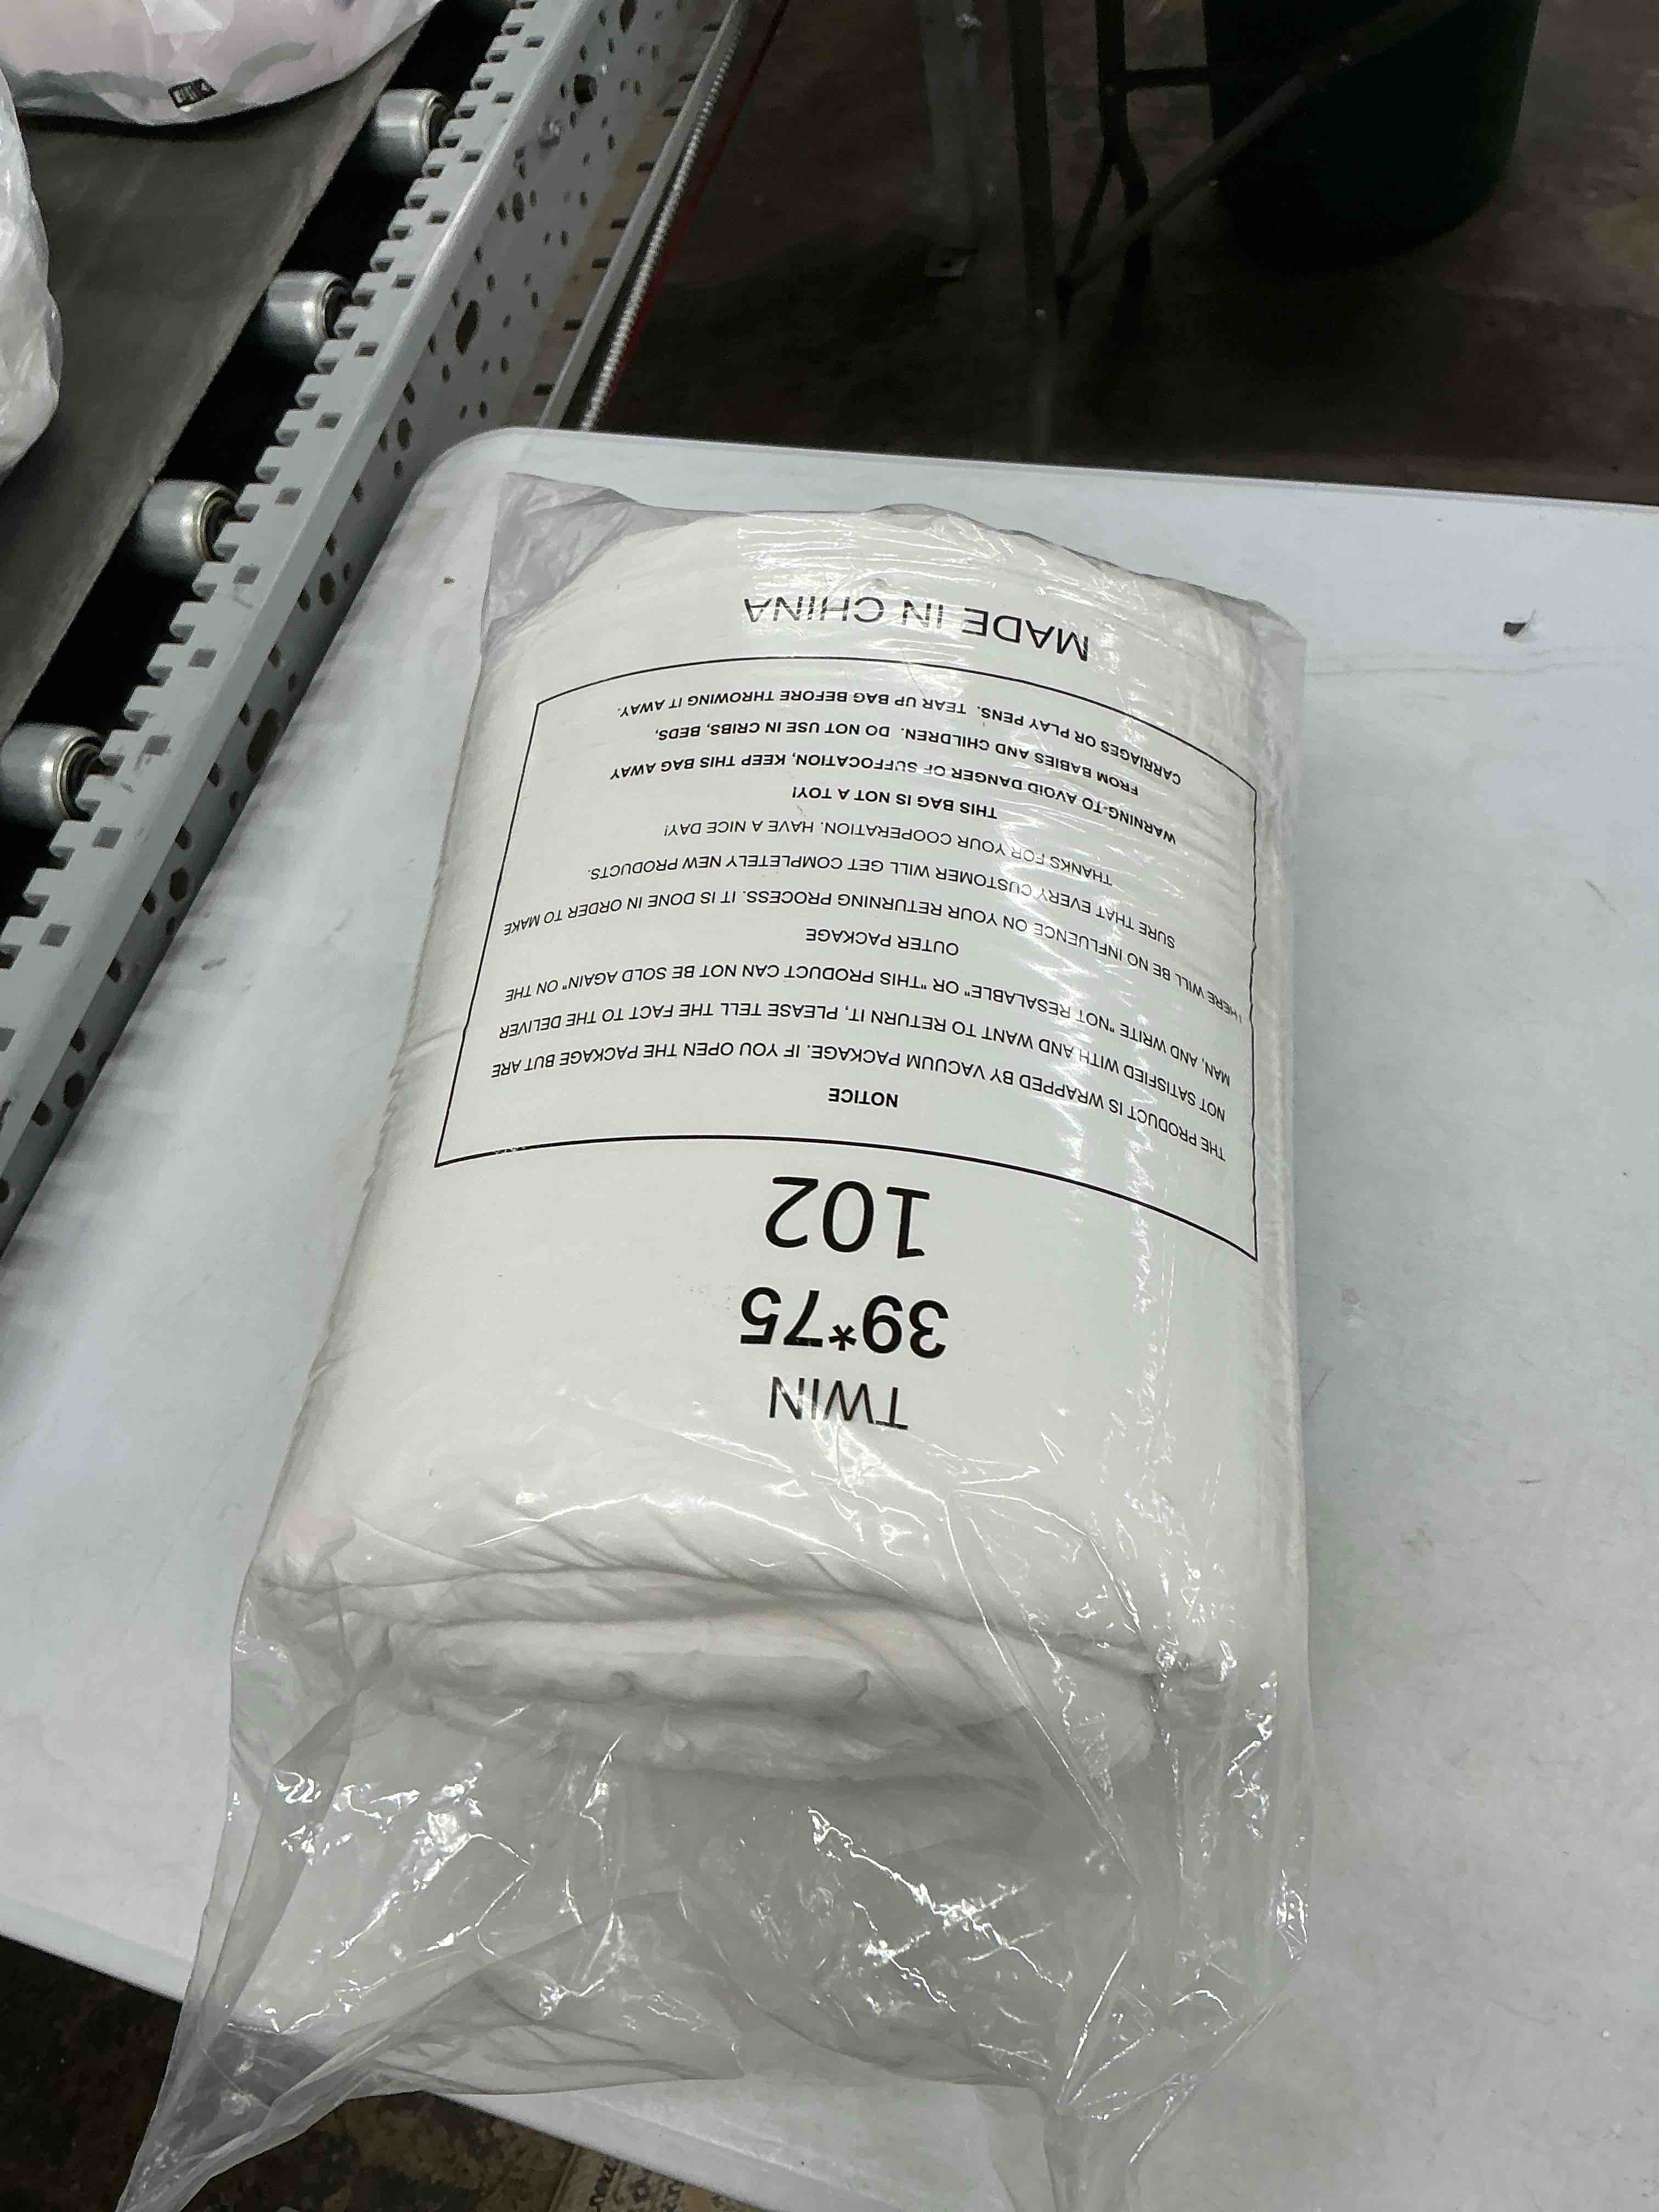 TWIN
39*75
102
NOTICE
THE PRODUCT IS WRAPPED BY VACUUM PACKAGE. IF YOU OPEN THE PACKAGE BUT ARE
NOT SATISFIED WITH AND WANT TO RETURN IT, PLEASE TELL THE FACT TO THE DELIVER
MAN, AND WRITE "NOT RESALABLE" OR "THIS PRODUCT CAN NOT BE SOLD AGAIN" ON THE
OUTER PACKAGE
THERE WILL BE NO INFLUENCE ON YOUR RETURNING PROCESS. IT IS DONE IN ORDER TO MAKE
SURE THAT EVERY CUSTOMER WILL GET COMPLETELY NEW PRODUCTS.
THANKS FOR YOUR COOPERATION. HAVE A NICE DAY!
THIS BAG IS NOT A TOY!
WARNING-TO AVOID DANGER OF SUFFOCATION, KEEP THIS BAG AWAY
FROM BABIES AND CHILDREN. DO NOT USE IN CRIBS, BEDS,
CARRIAGES OR PLAY PENS. TEAR UP BAG BEFORE THROWING IT AWAY.
MADE IN CHINA